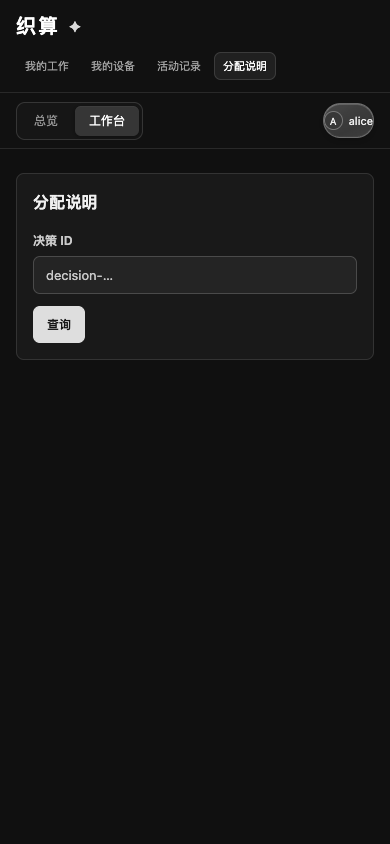 织算
我的工作 我的设备 活动记录 分配说明
总览 工作台 A alice
分配说明
决策 ID
decision-...
查询